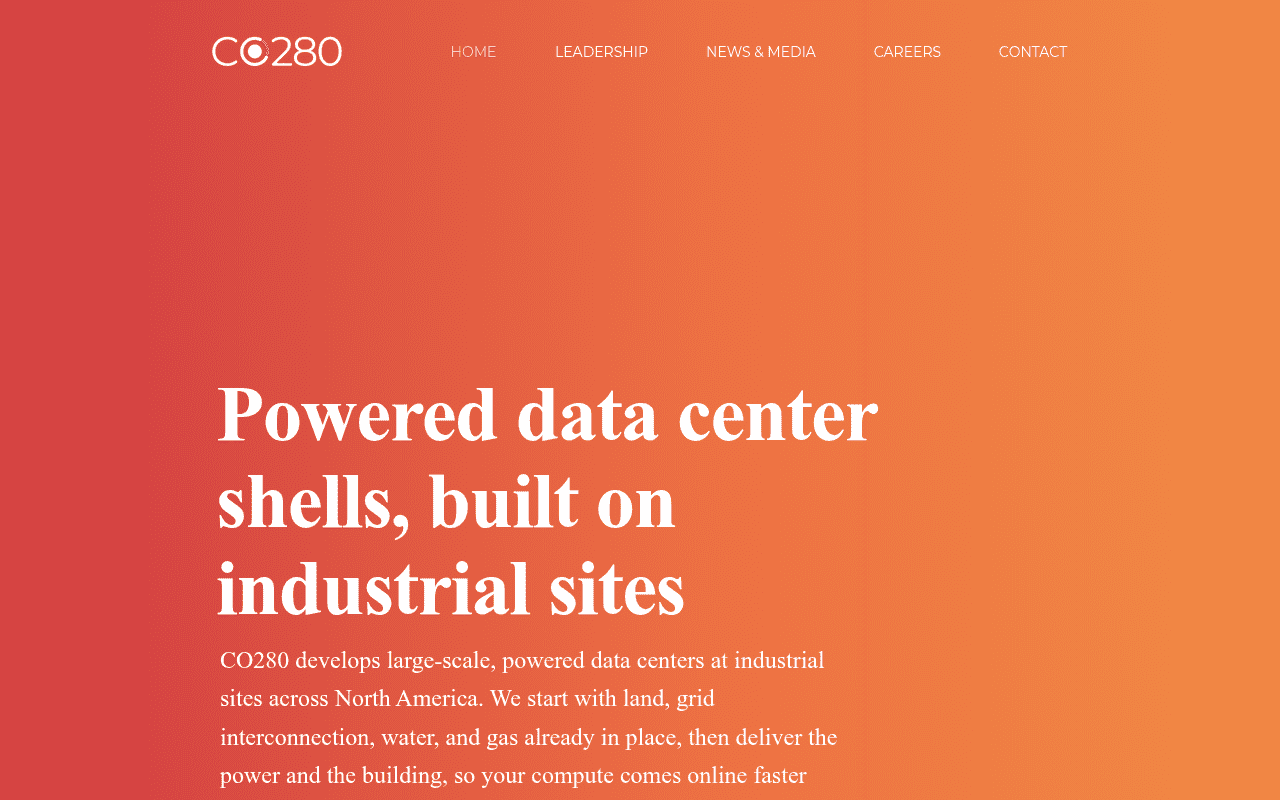 CO280
HOME
LEADERSHIP
NEWS & MEDIA
CAREERS
CONTACT
Powered data center
shells, built on
industrial sites
CO280 develops large-scale, powered data centers at industrial
sites across North America. We start with land, grid
interconnection, water, and gas already in place, then deliver the
power and the building, so your compute comes online faster